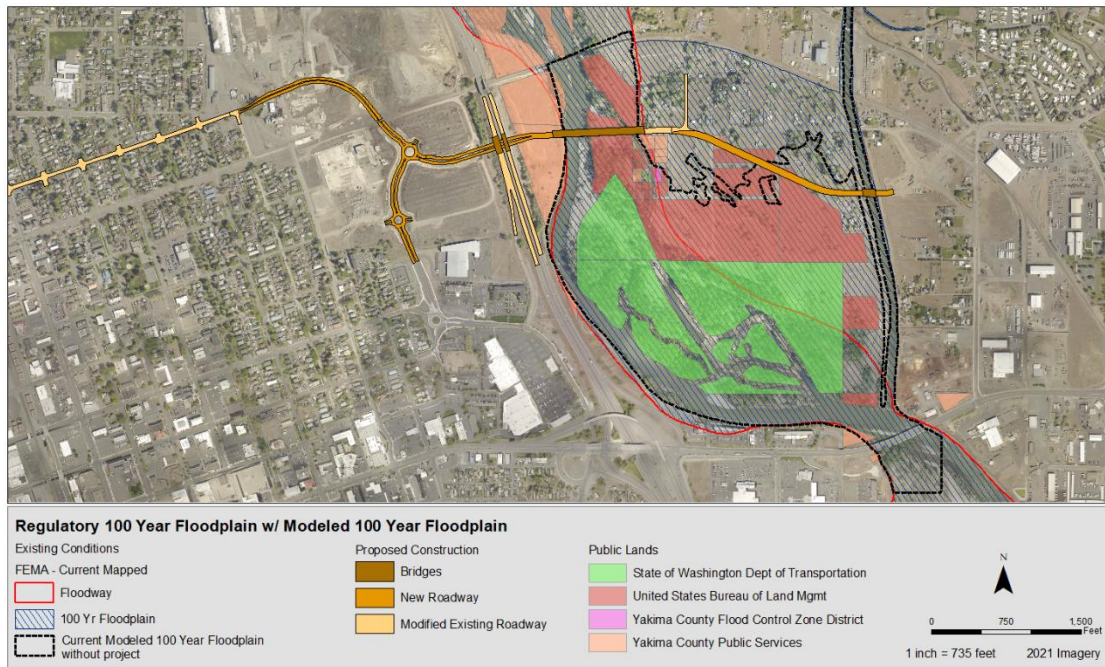 Regulatory 100 Year Floodplain w/ Modeled 100 Year Floodplain
Existing Conditions
FEMA - Current Mapped
Floodway
100 Yr Floodplain
Current Modeled 100 Year Floodplain
without project
Proposed Construction
Bridges
New Roadway
Modified Existing Roadway
Public Lands
State of Washington Dept of Transportation
United States Bureau of Land Mgmt
Yakima County Flood Control Zone District
Yakima County Public Services
N
0 750 1,500
Feet
1 inch = 735 feet 2021 Imagery